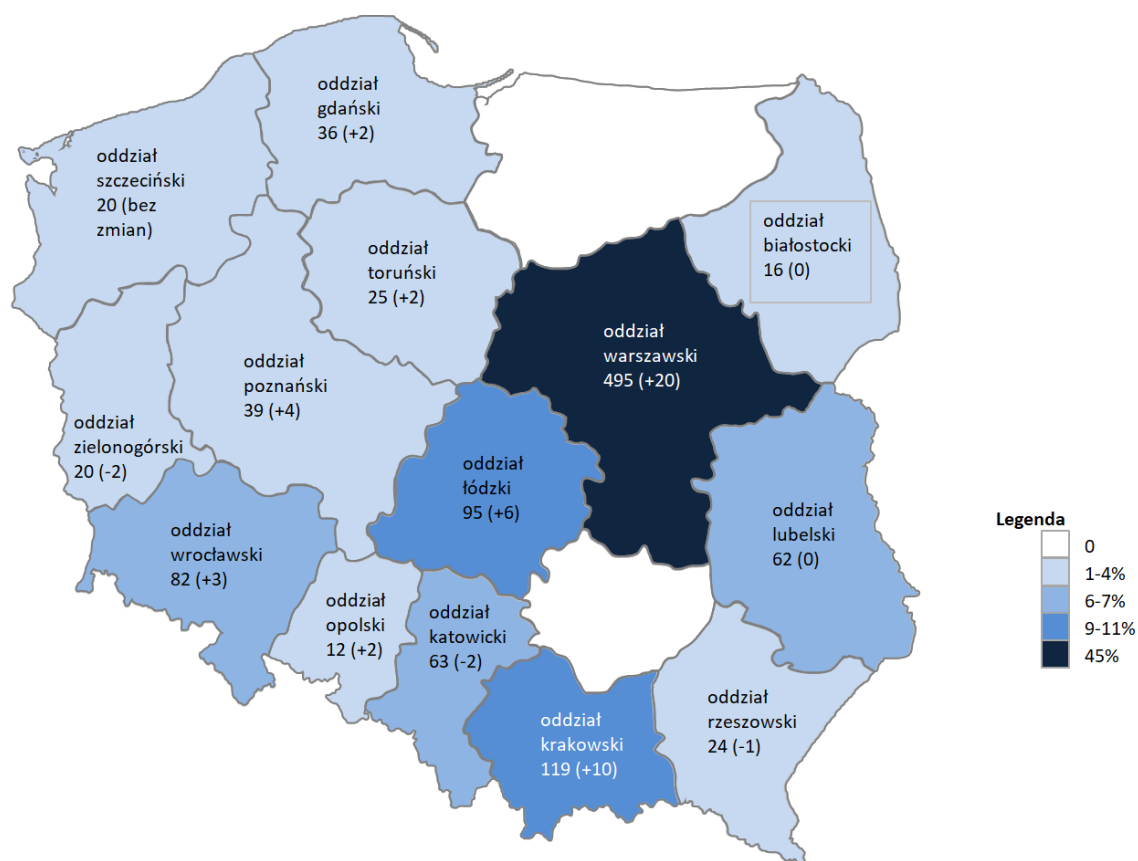 oddział
gdański
36 (+2)
oddział
szczeciński
20 (bez
zmian)
oddział
białostocki
16 (0)
oddział
toruński
25 (+2)
oddział
warszawski
495 (+20)
oddział
poznański
39 (+4)
oddział
zielonogórski
20 (-2)
oddział
łódzki
95 (+6)
oddział
lubelski
62 (0)
oddział
wrocławski
82 (+3)
oddział
opolski
12 (+2)
oddział
katowicki
63 (-2)
oddział
krakowski
119 (+10)
oddział
rzeszowski
24 (-1)
Legenda
0
1-4%
6-7%
9-11%
45%